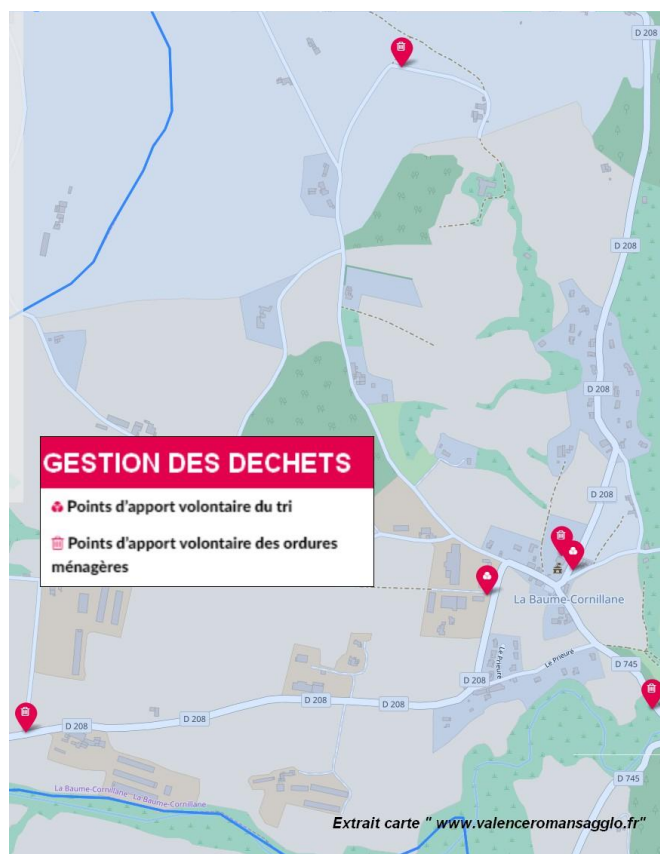 D 208
D 208
D 208
D 208
GESTION DES DECHETS
Points d'apport volontaire du tri
Points d'apport volontaire des ordures
ménagères
La Baume-Cornillane
Le Prieuré
Le Prieuré
D 745
D 208
D 208
D 208
D 208
D 745
La Baume-Cornillane
La Baume-Cornillane
Extrait carte " www.valenceromansagglo.fr"